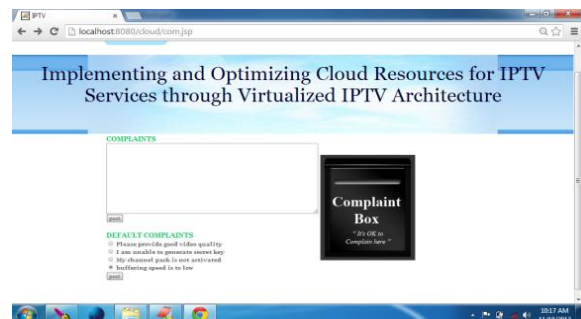 IPTV
localhost:8080/cloud/com.jsp
Implementing and Optimizing Cloud Resources for IPTV
Services through Virtualized IPTV Architecture
COMPLAINTS
post
Complaint
Box
"It's OK to
Complain here "
DEFAULT COMPLAINTS
Please provide good video quality
I am unable to generate secret key
My channel pack is not activated
buffering speed is to low
post
10:17 AM